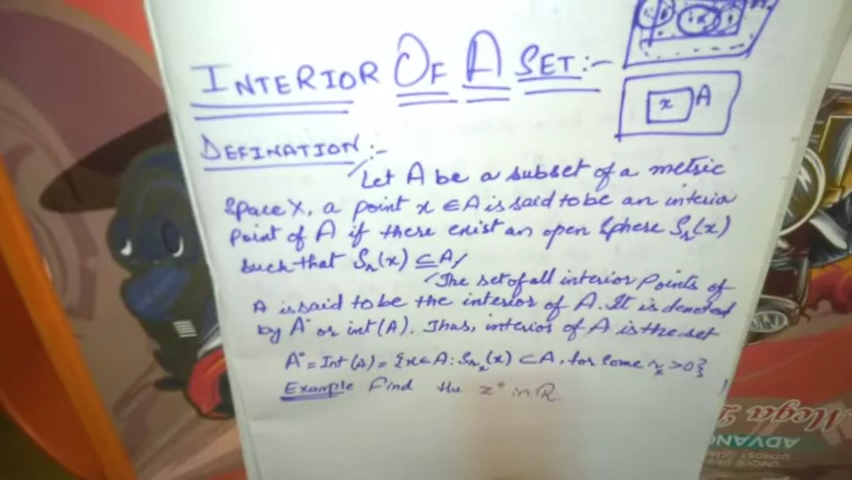 INTERIOR OF A SET:-
x A
DEFINATION:-
Let A be a subset of a metric
space X, a point x ∈ A is said to be an interior
point of A if there exist an open sphere Sr(x)
such that Sr(x) ⊆ A/
The set of all interior points of
A is said to be the interior of A. It is denoted
by A° or int(A). Thus, interior of A is the set
A° = Int(A) = {x∈A: Srx(x) ⊂ A, for some rx >0}
Example Find the Z° in R
Mega
ADVAN